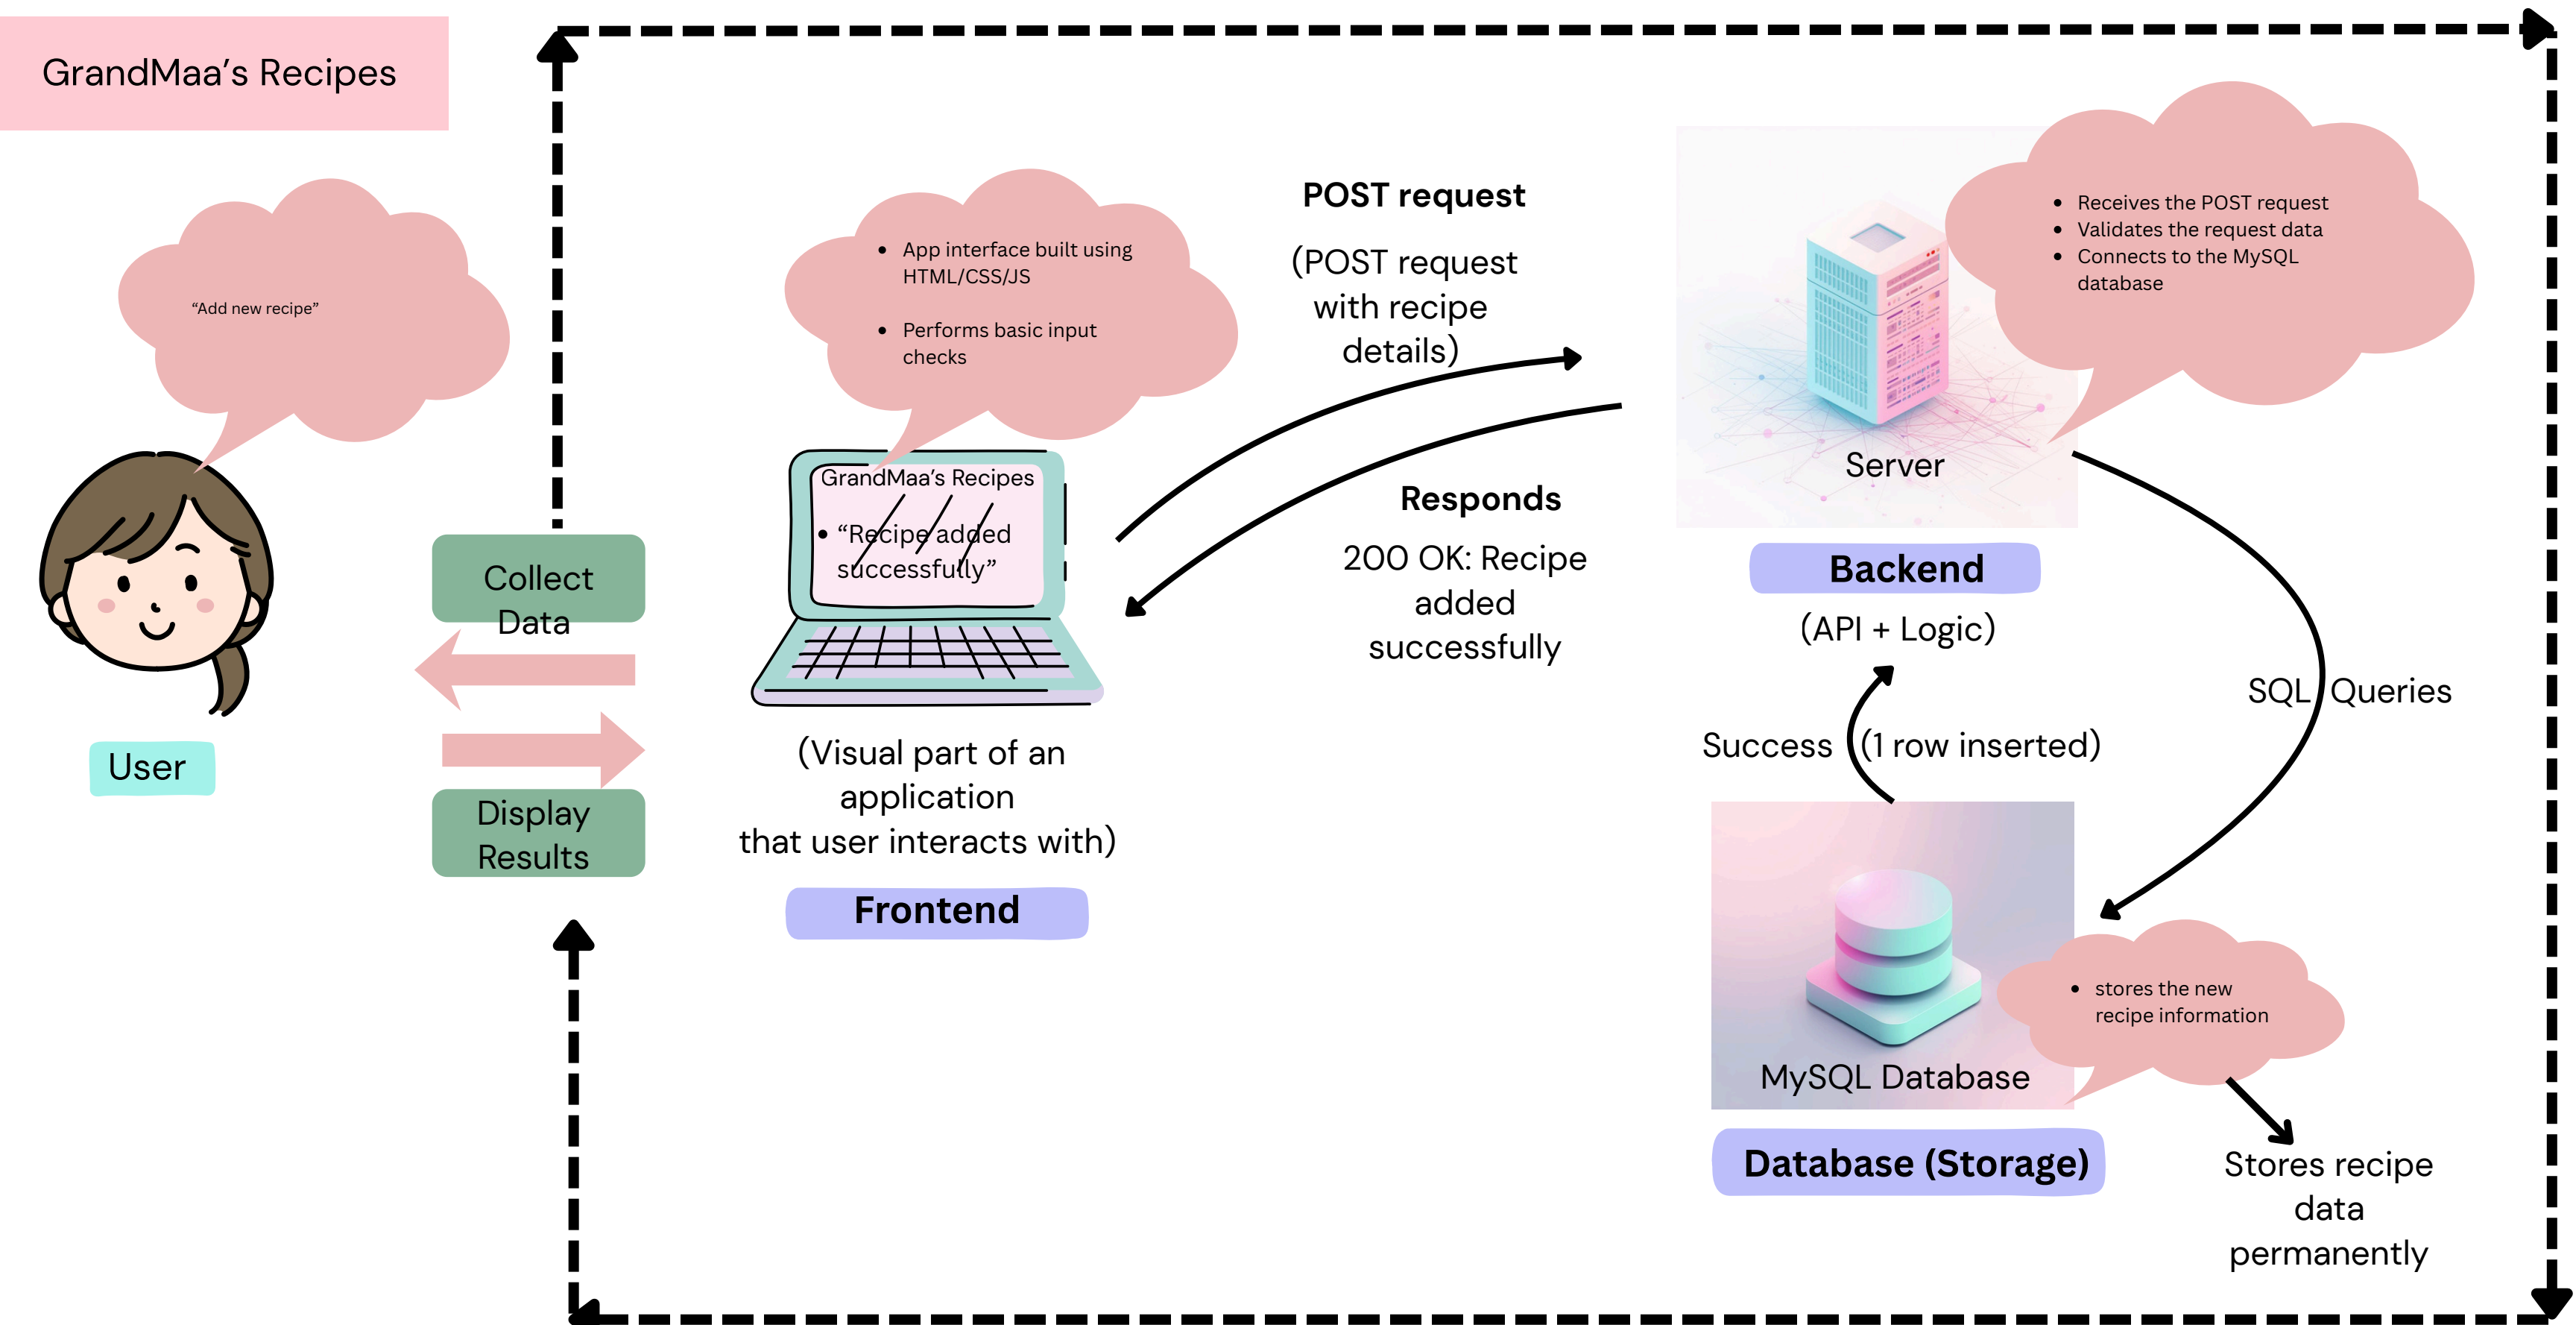 GrandMaa's Recipes
“Add new recipe”
Collect
Data
Display
Results
User
• App interface built using
HTML/CSS/JS
• Performs basic input
checks
GrandMaa's Recipes
• “Recipe added
successfully”
(Visual part of an
application
that user interacts with)
Frontend
POST request
(POST request
with recipe
details)
Responds
200 OK: Recipe
added
successfully
• Receives the POST request
• Validates the request data
• Connects to the MySQL
database
Server
Backend
(API + Logic)
SQL Queries
Success (1 row inserted)
• stores the new
recipe information
MySQL Database
Database (Storage)
Stores recipe
data
permanently